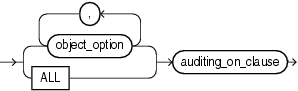 ,
object_option
ALL
auditing_on_clause